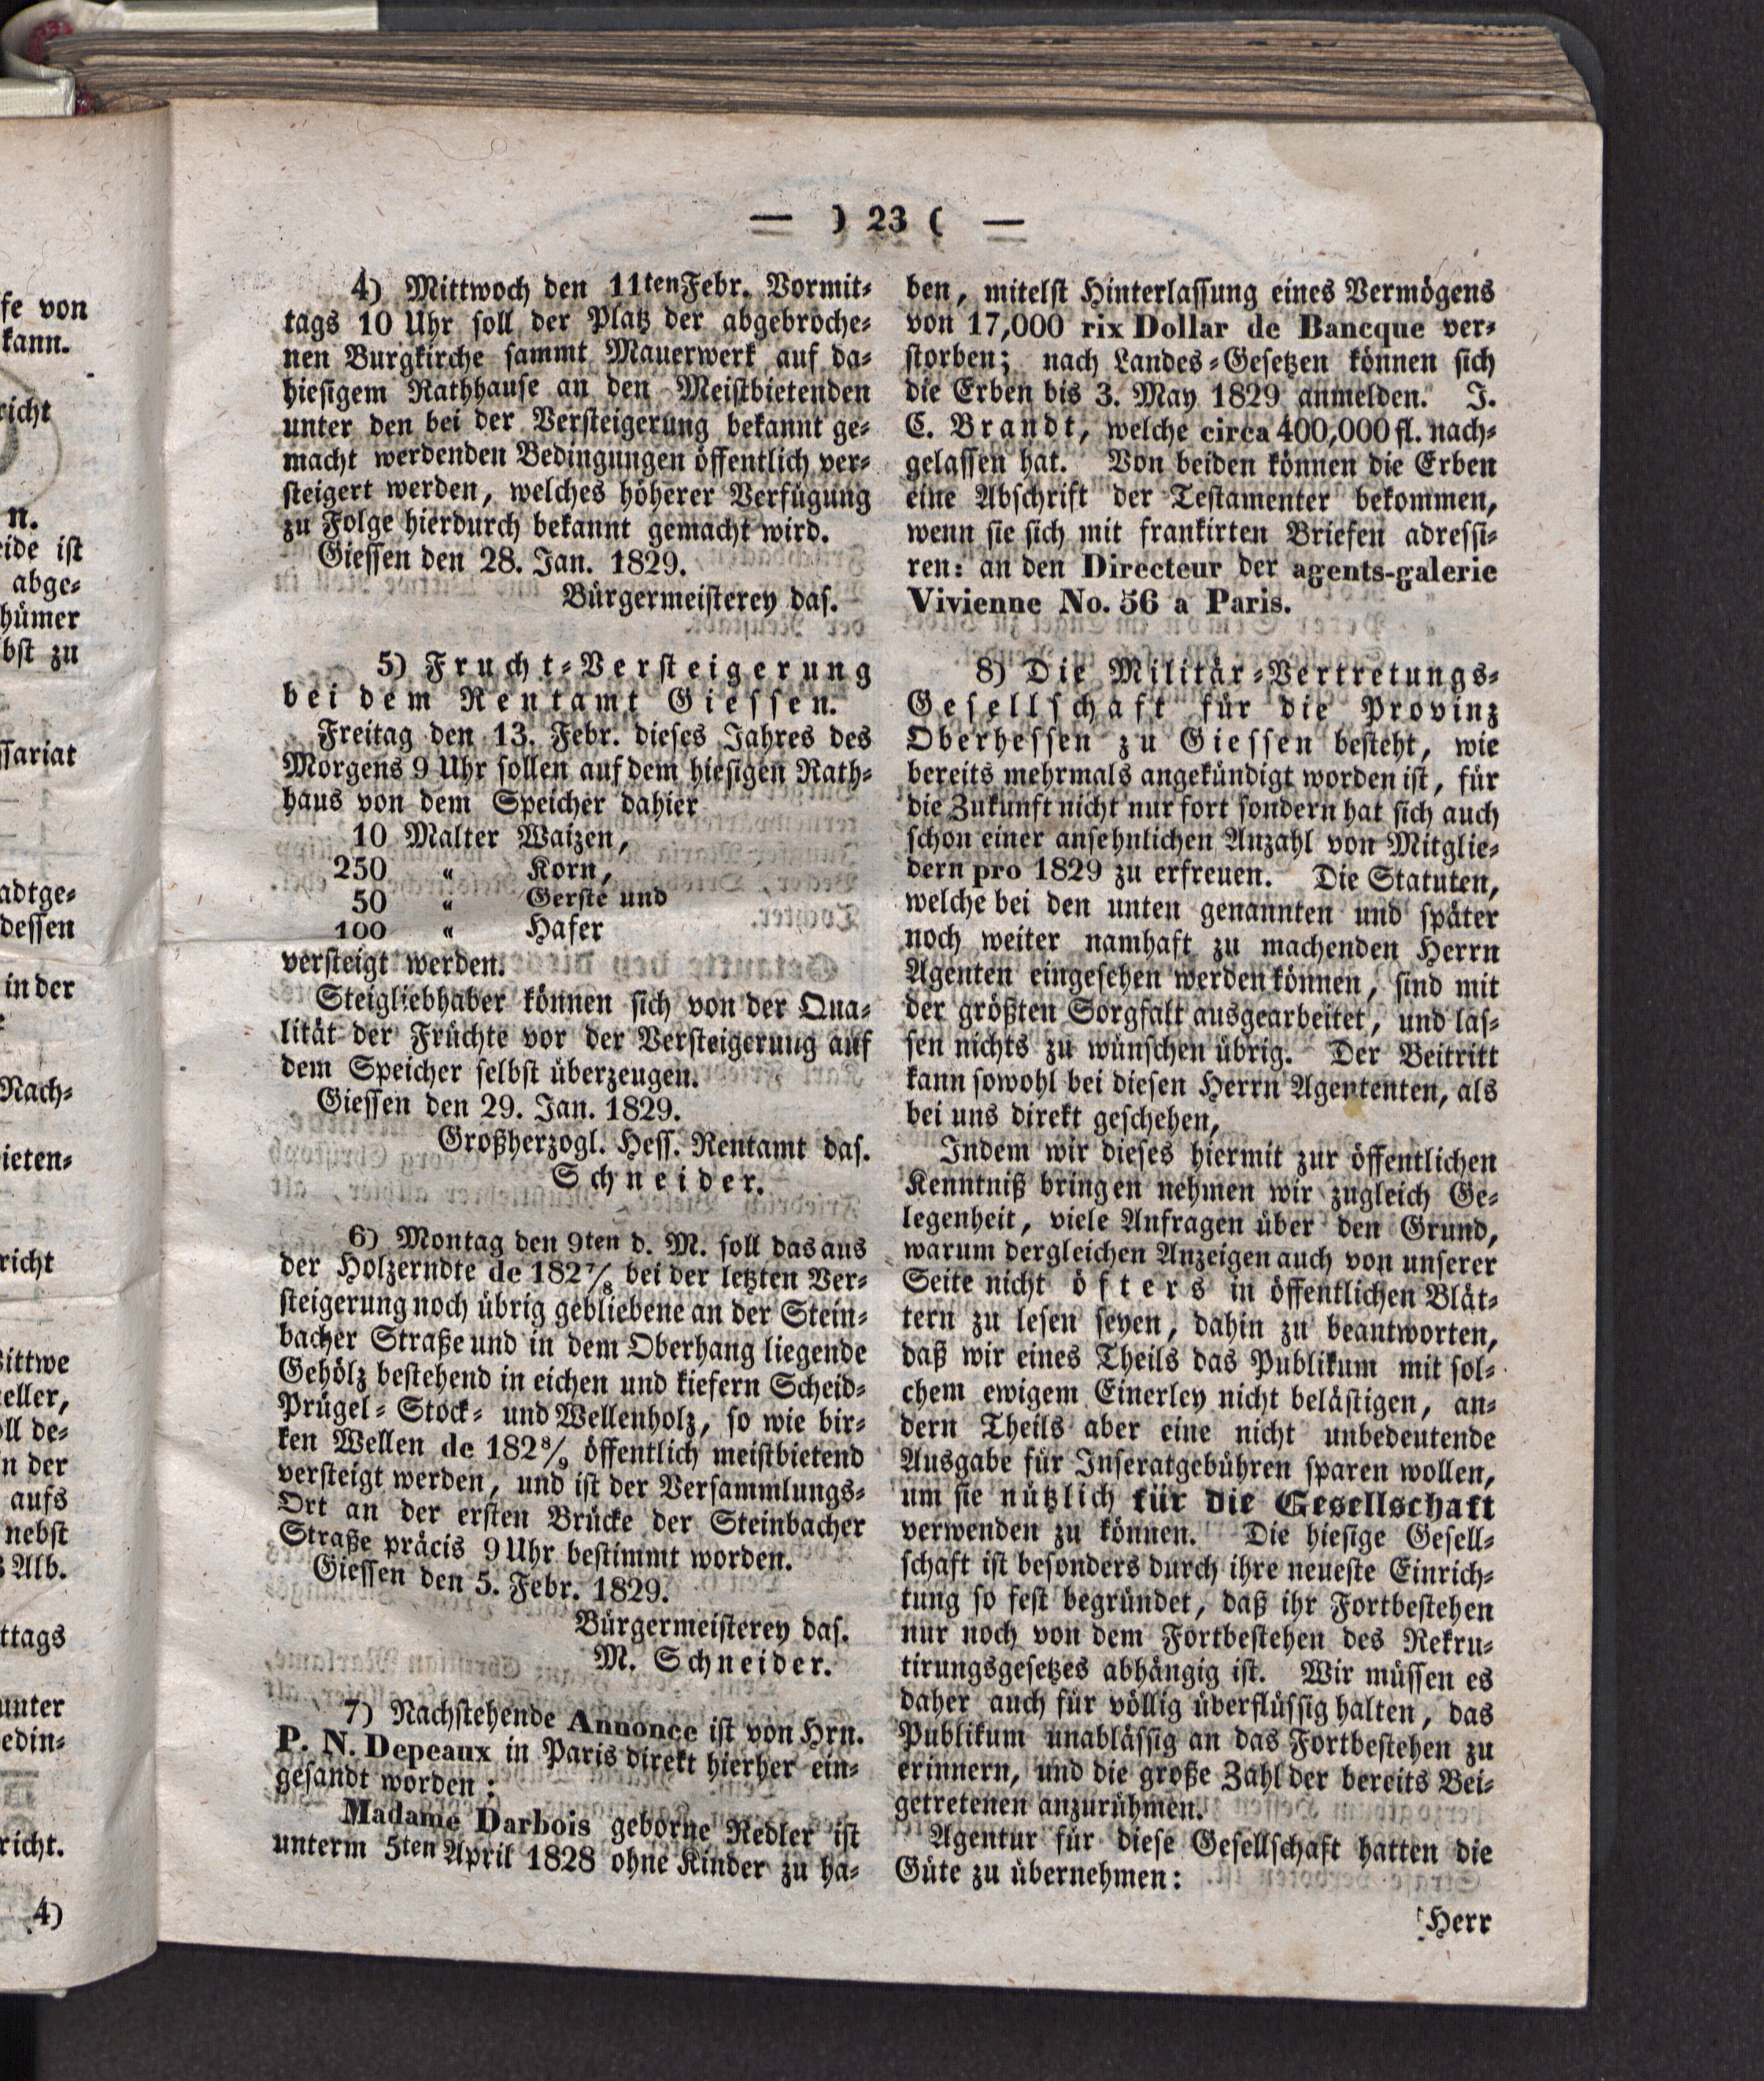 — ) 23 ( —
4) Mittwoch den 11ten Febr. Vormit-
tags 10 Uhr soll der Platz der abgebroche-
nen Burgkirche sammt Mauerwerk auf da-
hiesigem Rathhause an den Meistbietenden
unter den bei der Versteigerung bekannt ge-
macht werdenden Bedingungen öffentlich ver-
steigert werden, welches höherer Verfügung
zu Folge hierdurch bekannt gemacht wird.
Giessen den 28. Jan. 1829.
Bürgermeisterey das.
5) Frucht-Versteigerung
bei dem Rentamt Giessen.
Freitag den 13. Febr. dieses Jahres des
Morgens 9 Uhr sollen auf dem hiesigen Rath-
haus von dem Speicher dahier
10 Malter Waizen,
250 „ Korn,
50 „ Gerste und
100 „ Hafer
versteigt werden.
Steigliebhaber können sich von der Qua-
lität der Früchte vor der Versteigerung auf
dem Speicher selbst überzeugen.
Giessen den 29. Jan. 1829.
Großherzogl. Hess. Rentamt das.
Schneider.
6) Montag den 9ten d. M. soll das aus
der Holzerndte de 182⁷/₈ bei der letzten Ver-
steigerung noch übrig gebliebene an der Stein-
bacher Straße und in dem Oberhang liegende
Gehölz bestehend in eichen und kiefern Scheid-
Prügel- Stock- und Wellenholz, so wie bir-
ken Wellen de 182⁸/₉ öffentlich meistbietend
versteigt werden, und ist der Versammlungs-
Ort an der ersten Brücke der Steinbacher
Straße präcis 9 Uhr bestimmt worden.
Giessen den 5. Febr. 1829.
Bürgermeisterey das.
M. Schneider.
7) Nachstehende Annonce ist von Hrn.
P. N. Depeaux in Paris direkt hierher ein-
gesandt worden:
Madame Darbois geborne Redler ist
unterm 5ten April 1828 ohne Kinder zu ha-
ben, mitelst Hinterlassung eines Vermögens
von 17,000 rix Dollar de Bancque ver-
storben; nach Landes-Gesetzen können sich
die Erben bis 3. May 1829 anmelden. J.
C. Brandt, welche circa 400,000 fl. nach-
gelassen hat. Von beiden können die Erben
eine Abschrift der Testamenter bekommen,
wenn sie sich mit frankirten Briefen adressi-
ren: an den Directeur der agents-galerie
Vivienne No. 56 a Paris.
8) Die Militär-Vertretungs-
Gesellschaft für die Provinz
Oberhessen zu Giessen besteht, wie
bereits mehrmals angekündigt worden ist, für
die Zukunft nicht nur fort sondern hat sich auch
schon einer ansehnlichen Anzahl von Mitglie-
dern pro 1829 zu erfreuen. Die Statuten,
welche bei den unten genannten und später
noch weiter namhaft zu machenden Herrn
Agenten eingesehen werden können, sind mit
der größten Sorgfalt ausgearbeitet, und las-
sen nichts zu wünschen übrig. Der Beitritt
kann sowohl bei diesen Herrn Agententen, als
bei uns direkt geschehen,
Indem wir dieses hiermit zur öffentlichen
Kenntniß bringen nehmen wir zugleich Ge-
legenheit, viele Anfragen über den Grund,
warum dergleichen Anzeigen auch von unserer
Seite nicht öfters in öffentlichen Blät-
tern zu lesen seyen, dahin zu beantworten,
daß wir eines Theils das Publikum mit sol-
chem ewigem Einerley nicht belästigen, an-
dern Theils aber eine nicht unbedeutende
Ausgabe für Inseratgebühren sparen wollen,
um sie nützlich für die Gesellschaft
verwenden zu können. Die hiesige Gesell-
schaft ist besonders durch ihre neueste Einrich-
tung so fest begründet, daß ihr Fortbestehen
nur noch von dem Fortbestehen des Rekru-
tirungsgesetzes abhängig ist. Wir müssen es
daher auch für völlig überflüssig halten, das
Publikum unablässig an das Fortbestehen zu
erinnern, und die große Zahl der bereits Bei-
getretenen anzurühmen.
Agentur für diese Gesellschaft hatten die
Güte zu übernehmen:
Herr